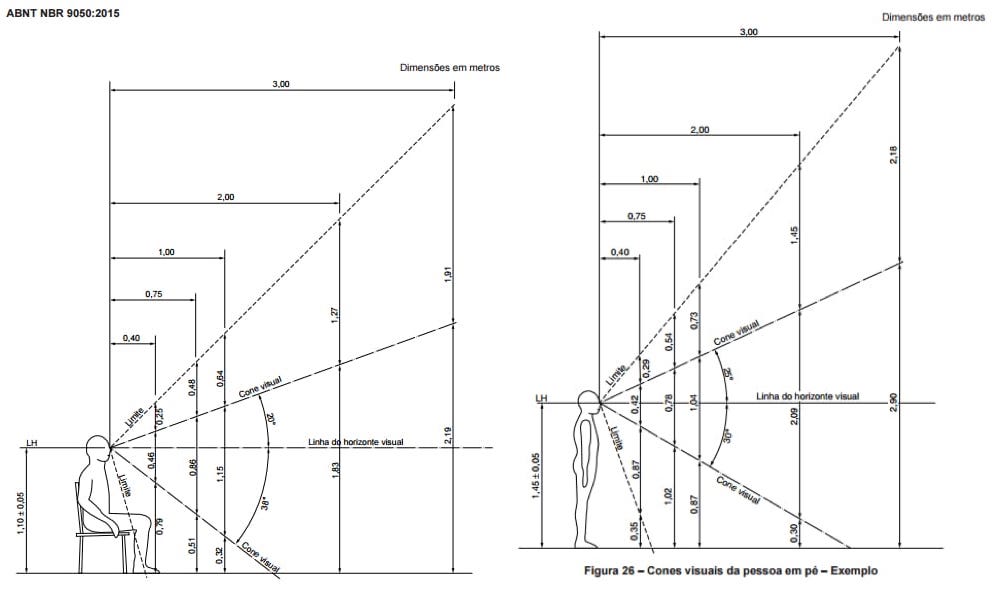 ABNT NBR 9050:2015
Dimensões em metros
3,00
2,00
1,00
0,75
0,40
1,91
1,27
0,64
0,48
0,25
Limite
Cone visual
20°
LH
Linha do horizonte visual
2,19
1,83
1,15
0,86
0,46
Limite
38°
1,10 ± 0,05
0,79
0,51
0,32
Cone visual
Dimensões em metros
3,00
2,00
1,00
0,75
0,40
2,18
1,45
0,73
0,54
0,29
Limite
Cone visual
25°
LH
Linha do horizonte visual
0,42
0,78
1,04
2,09
2,90
Limite
30°
1,45 ± 0,05
0,87
1,02
0,87
Cone visual
0,35
0,30
Figura 26 – Cones visuais da pessoa em pé – Exemplo